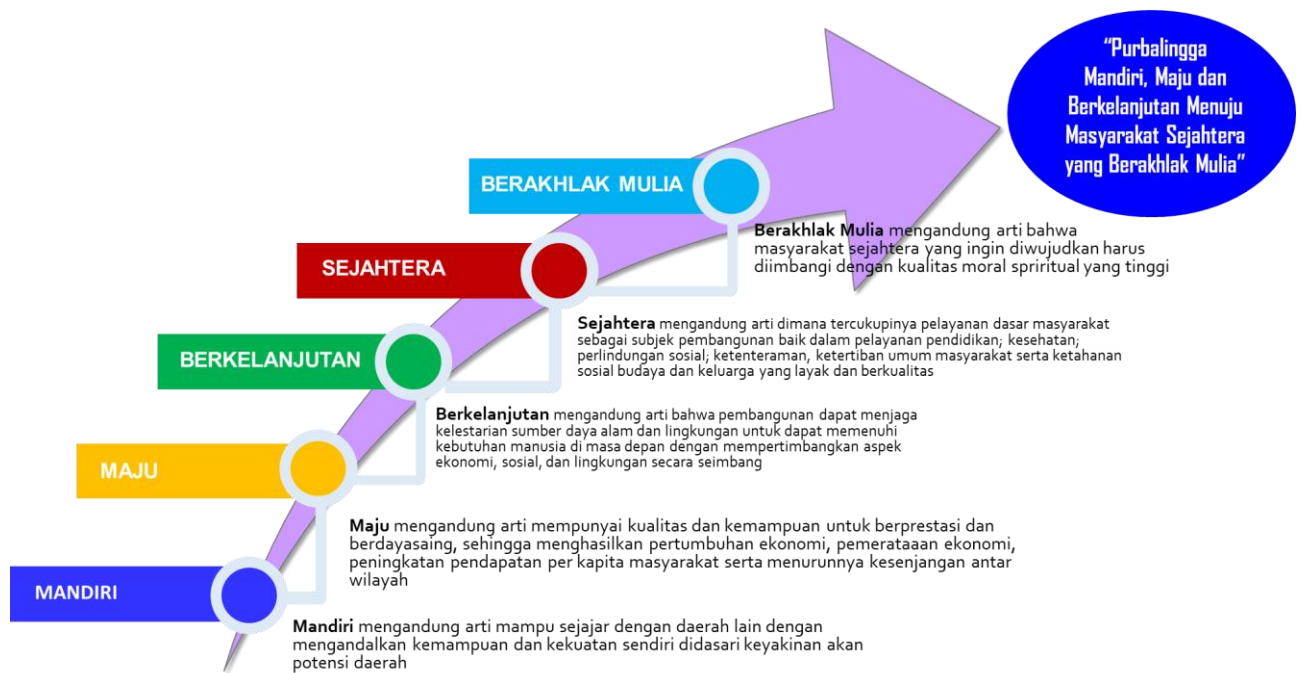 “Purbalingga
Mandiri, Maju dan
Berkelanjutan Menuju
Masyarakat Sejahtera
yang Berakhlak Mulia”
BERAKHLAK MULIA
Berakhlak Mulia mengandung arti bahwa
masyarakat sejahtera yang ingin diwujudkan harus
diimbangi dengan kualitas moral spriritual yang tinggi
SEJAHTERA
Sejahtera mengandung arti dimana tercukupinya pelayanan dasar masyarakat
sebagai subjek pembangunan baik dalam pelayanan pendidikan; kesehatan;
perlindungan sosial; ketenteraman, ketertiban umum masyarakat serta ketahanan
sosial budaya dan keluarga yang layak dan berkualitas
BERKELANJUTAN
Berkelanjutan mengandung arti bahwa pembangunan dapat menjaga
kelestarian sumber daya alam dan lingkungan untuk dapat memenuhi
kebutuhan manusia di masa depan dengan mempertimbangkan aspek
ekonomi, sosial, dan lingkungan secara seimbang
MAJU
Maju mengandung arti mempunyai kualitas dan kemampuan untuk berprestasi dan
berdayasaing, sehingga menghasilkan pertumbuhan ekonomi, pemerataaan ekonomi,
peningkatan pendapatan per kapita masyarakat serta menurunnya kesenjangan antar
wilayah
MANDIRI
Mandiri mengandung arti mampu sejajar dengan daerah lain dengan
mengandalkan kemampuan dan kekuatan sendiri didasari keyakinan akan
potensi daerah